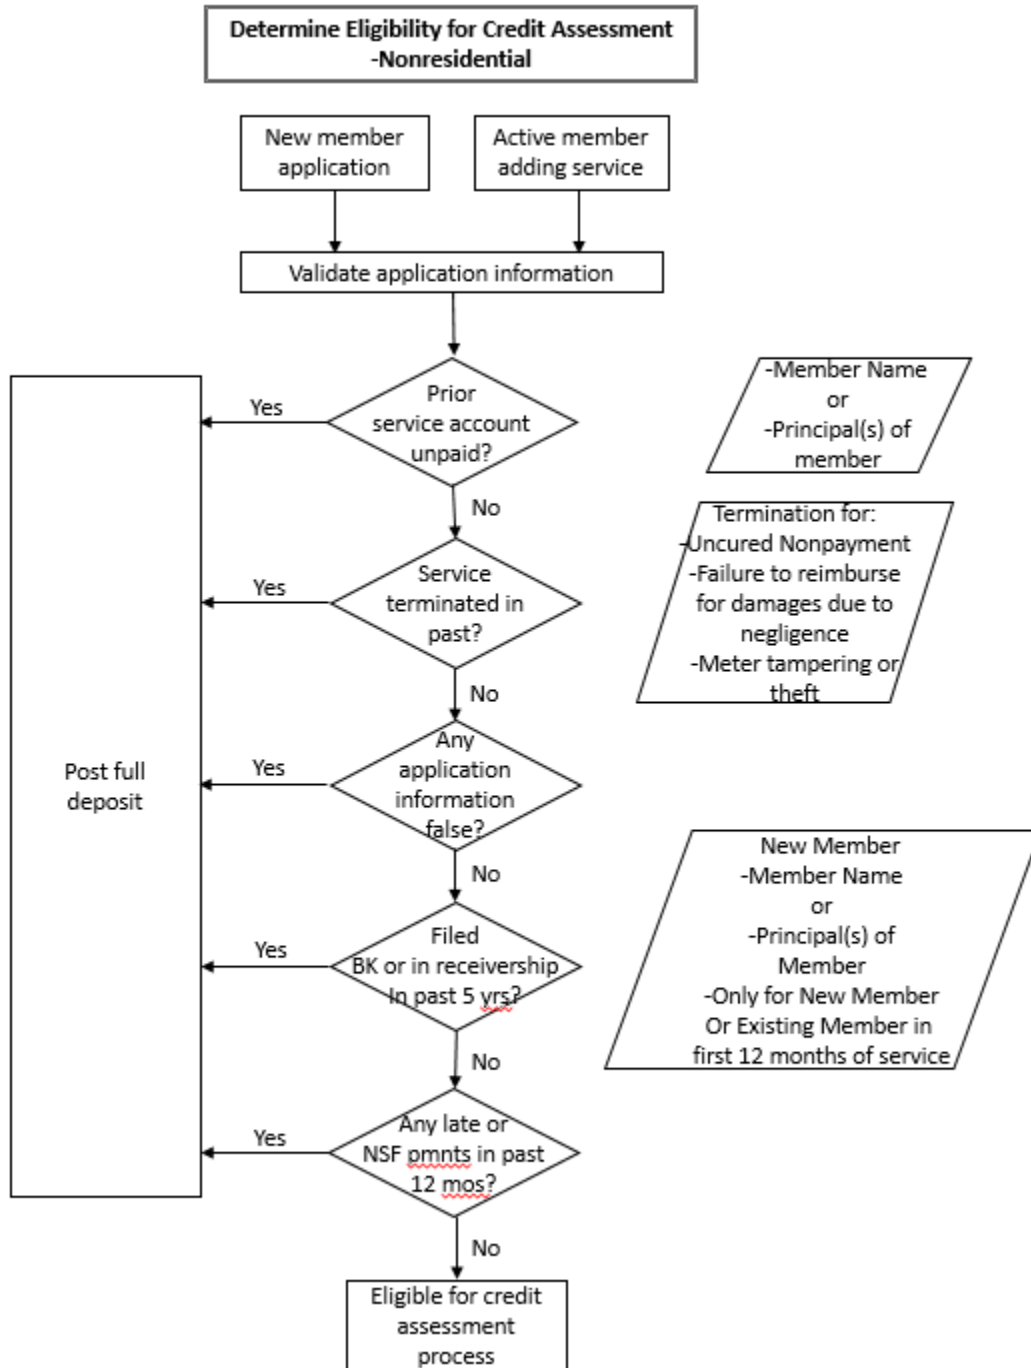 Determine Eligibility for Credit Assessment
-Nonresidential
New member
application
Active member
adding service
Validate application information
Prior
service account
unpaid?
Yes
-Member Name
or
-Principal(s) of
member
No
Service
terminated in
past?
Yes
Termination for:
-Uncured Nonpayment
-Failure to reimburse
for damages due to
negligence
-Meter tampering or
theft
No
Any
application
information
false?
Yes
Post full
deposit
No
Filed
BK or in receivership
In past 5 yrs?
Yes
New Member
-Member Name
or
-Principal(s) of
Member
-Only for New Member
Or Existing Member in
first 12 months of service
No
Any late or
NSF pmnts in past
12 mos?
Yes
No
Eligible for credit
assessment
process